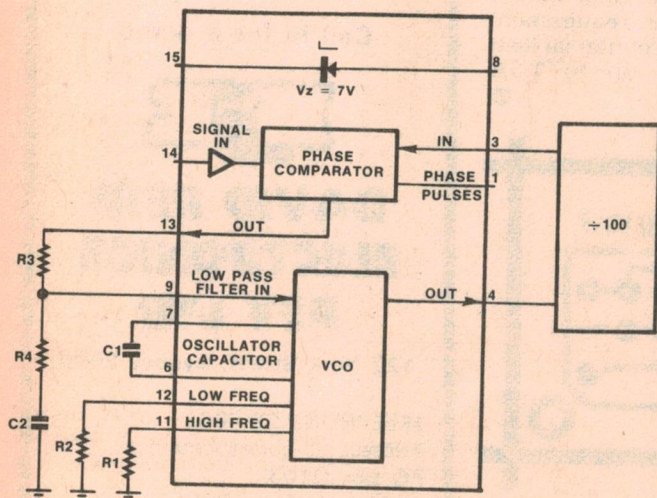 15
8
Vz = 7V
SIGNAL
IN
14
PHASE
COMPARATOR
IN
3
PHASE
PULSES
1
÷100
13
OUT
R3
9
LOW PASS
FILTER IN
OUT
4
7
C1
OSCILLATOR
CAPACITOR
VCO
R4
6
12
LOW FREQ
11
HIGH FREQ
C2
R2
R1